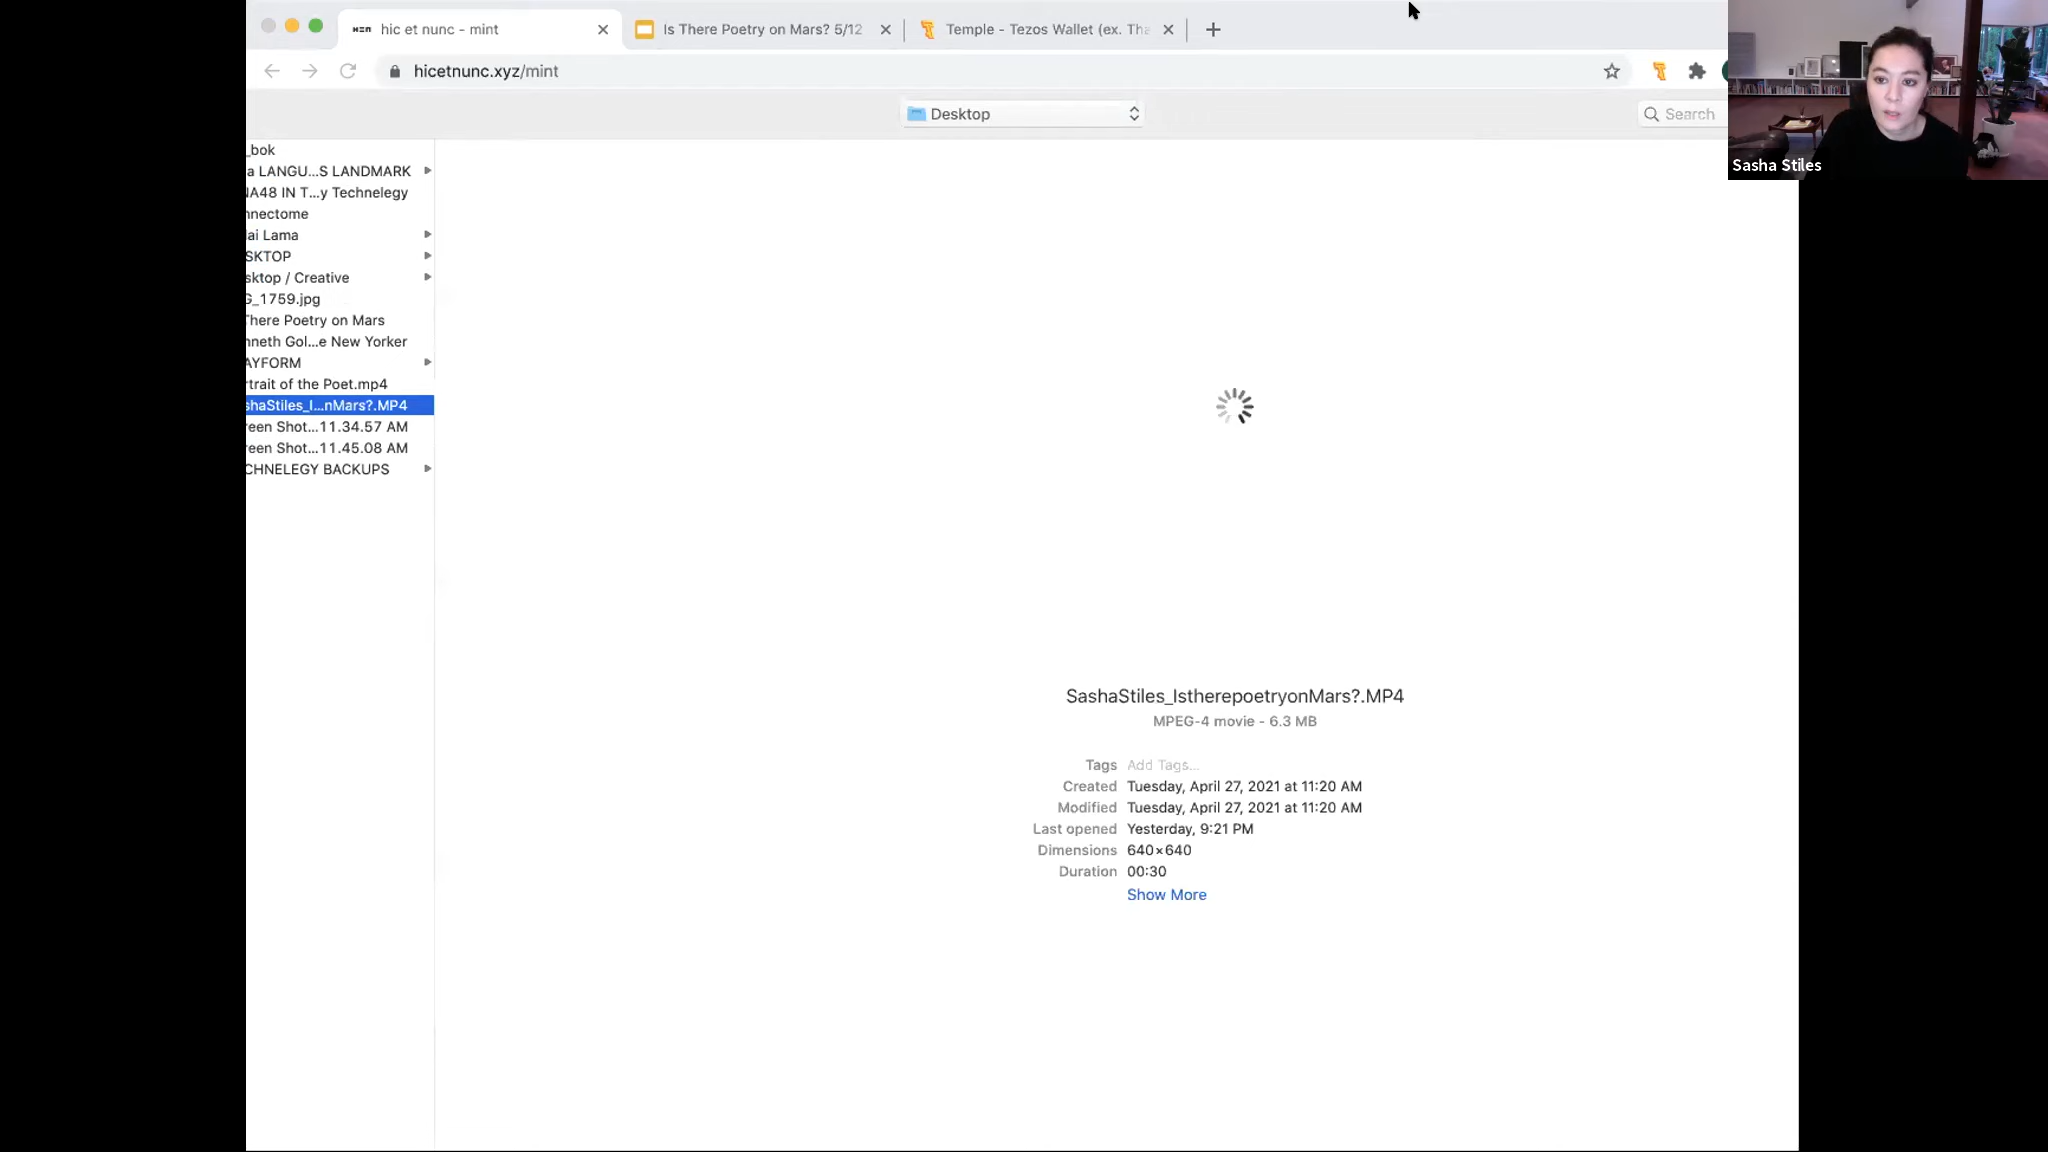 hic et nunc - mint
Is There Poetry on Mars? 5/12
Temple - Tezos Wallet (ex. Tha
hicetnunc.xyz/mint
Desktop
Search
Sasha Stiles
_bok
a LANGU...S LANDMARK
A48 IN T...y Technelegy
nnectome
lai Lama
SKTOP
sktop / Creative
G_1759.jpg
There Poetry on Mars
nneth Gol...e New Yorker
AYFORM
rtrait of the Poet.mp4
shaStiles_I...nMars?.MP4
reen Shot...11.34.57 AM
reen Shot...11.45.08 AM
CHNELEGY BACKUPS
SashaStiles_IstherepoetryonMars?.MP4
MPEG-4 movie - 6.3 MB
Tags Add Tags...
Created Tuesday, April 27, 2021 at 11:20 AM
Modified Tuesday, April 27, 2021 at 11:20 AM
Last opened Yesterday, 9:21 PM
Dimensions 640×640
Duration 00:30
Show More